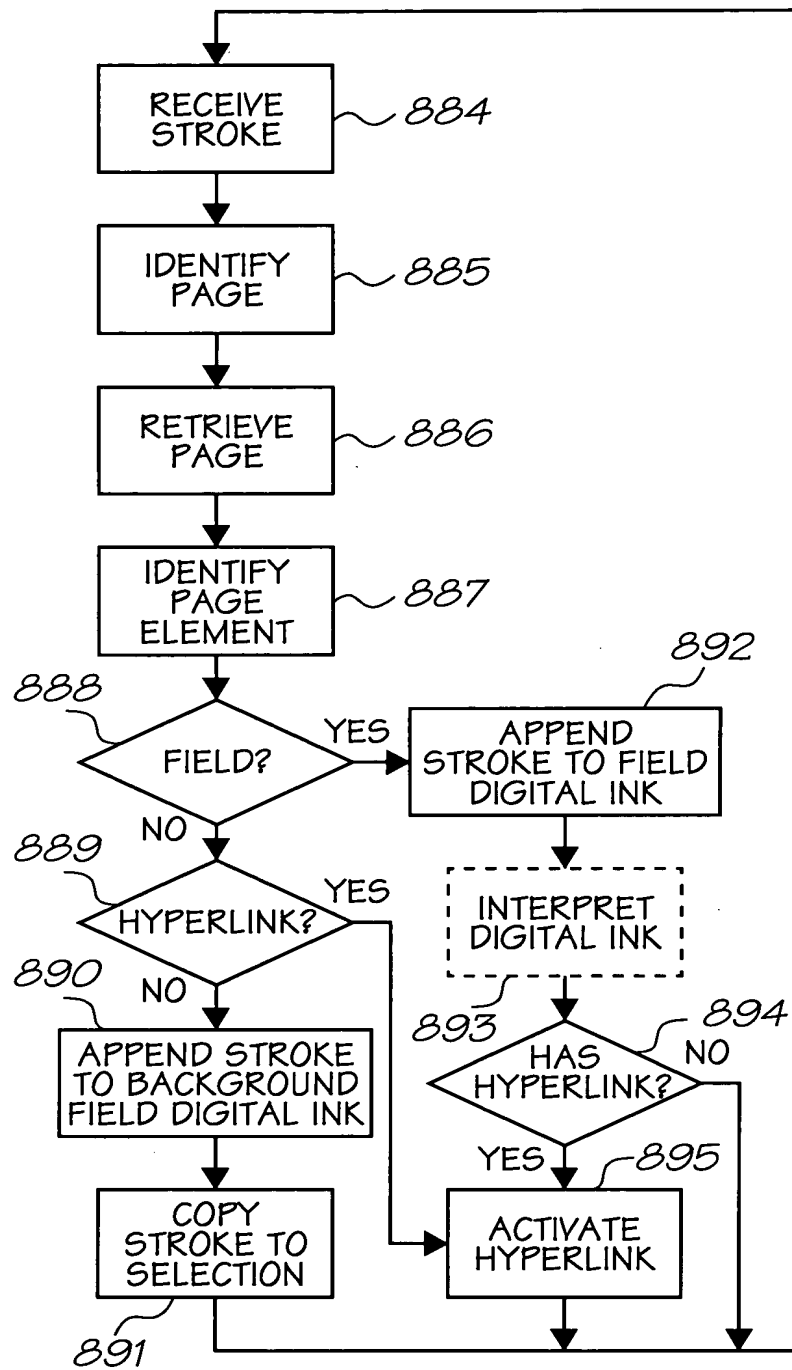 RECEIVE
STROKE
884
IDENTIFY
PAGE
885
RETRIEVE
PAGE
886
IDENTIFY
PAGE
ELEMENT
887
888
FIELD?
YES
NO
892
APPEND
STROKE TO FIELD
DIGITAL INK
889
HYPERLINK?
YES
NO
INTERPRET
DIGITAL INK
893
890
APPEND STROKE
TO BACKGROUND
FIELD DIGITAL INK
894
HAS
HYPERLINK?
NO
YES
COPY
STROKE TO
SELECTION
891
895
ACTIVATE
HYPERLINK